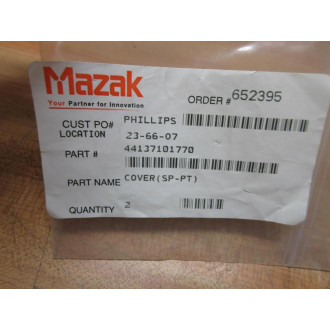 Mazak
Your Partner for Innovation
ORDER #652395
CUST PO# PHILLIPS
LOCATION 23-66-07
PART # 44137101770
PART NAME COVER(SP-PT)
QUANTITY 2